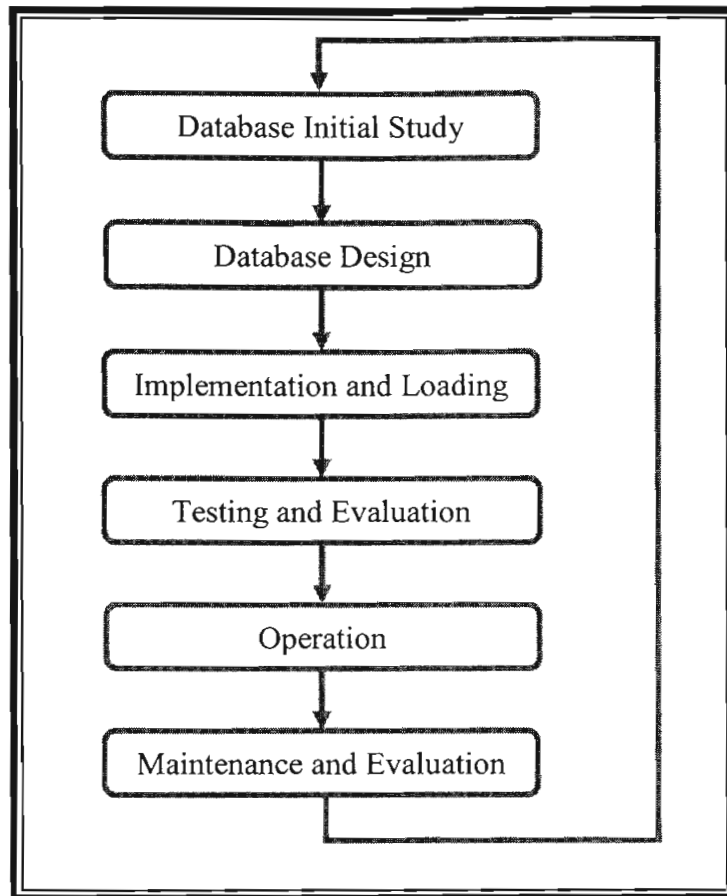 Database Initial Study
Database Design
Implementation and Loading
Testing and Evaluation
Operation
Maintenance and Evaluation